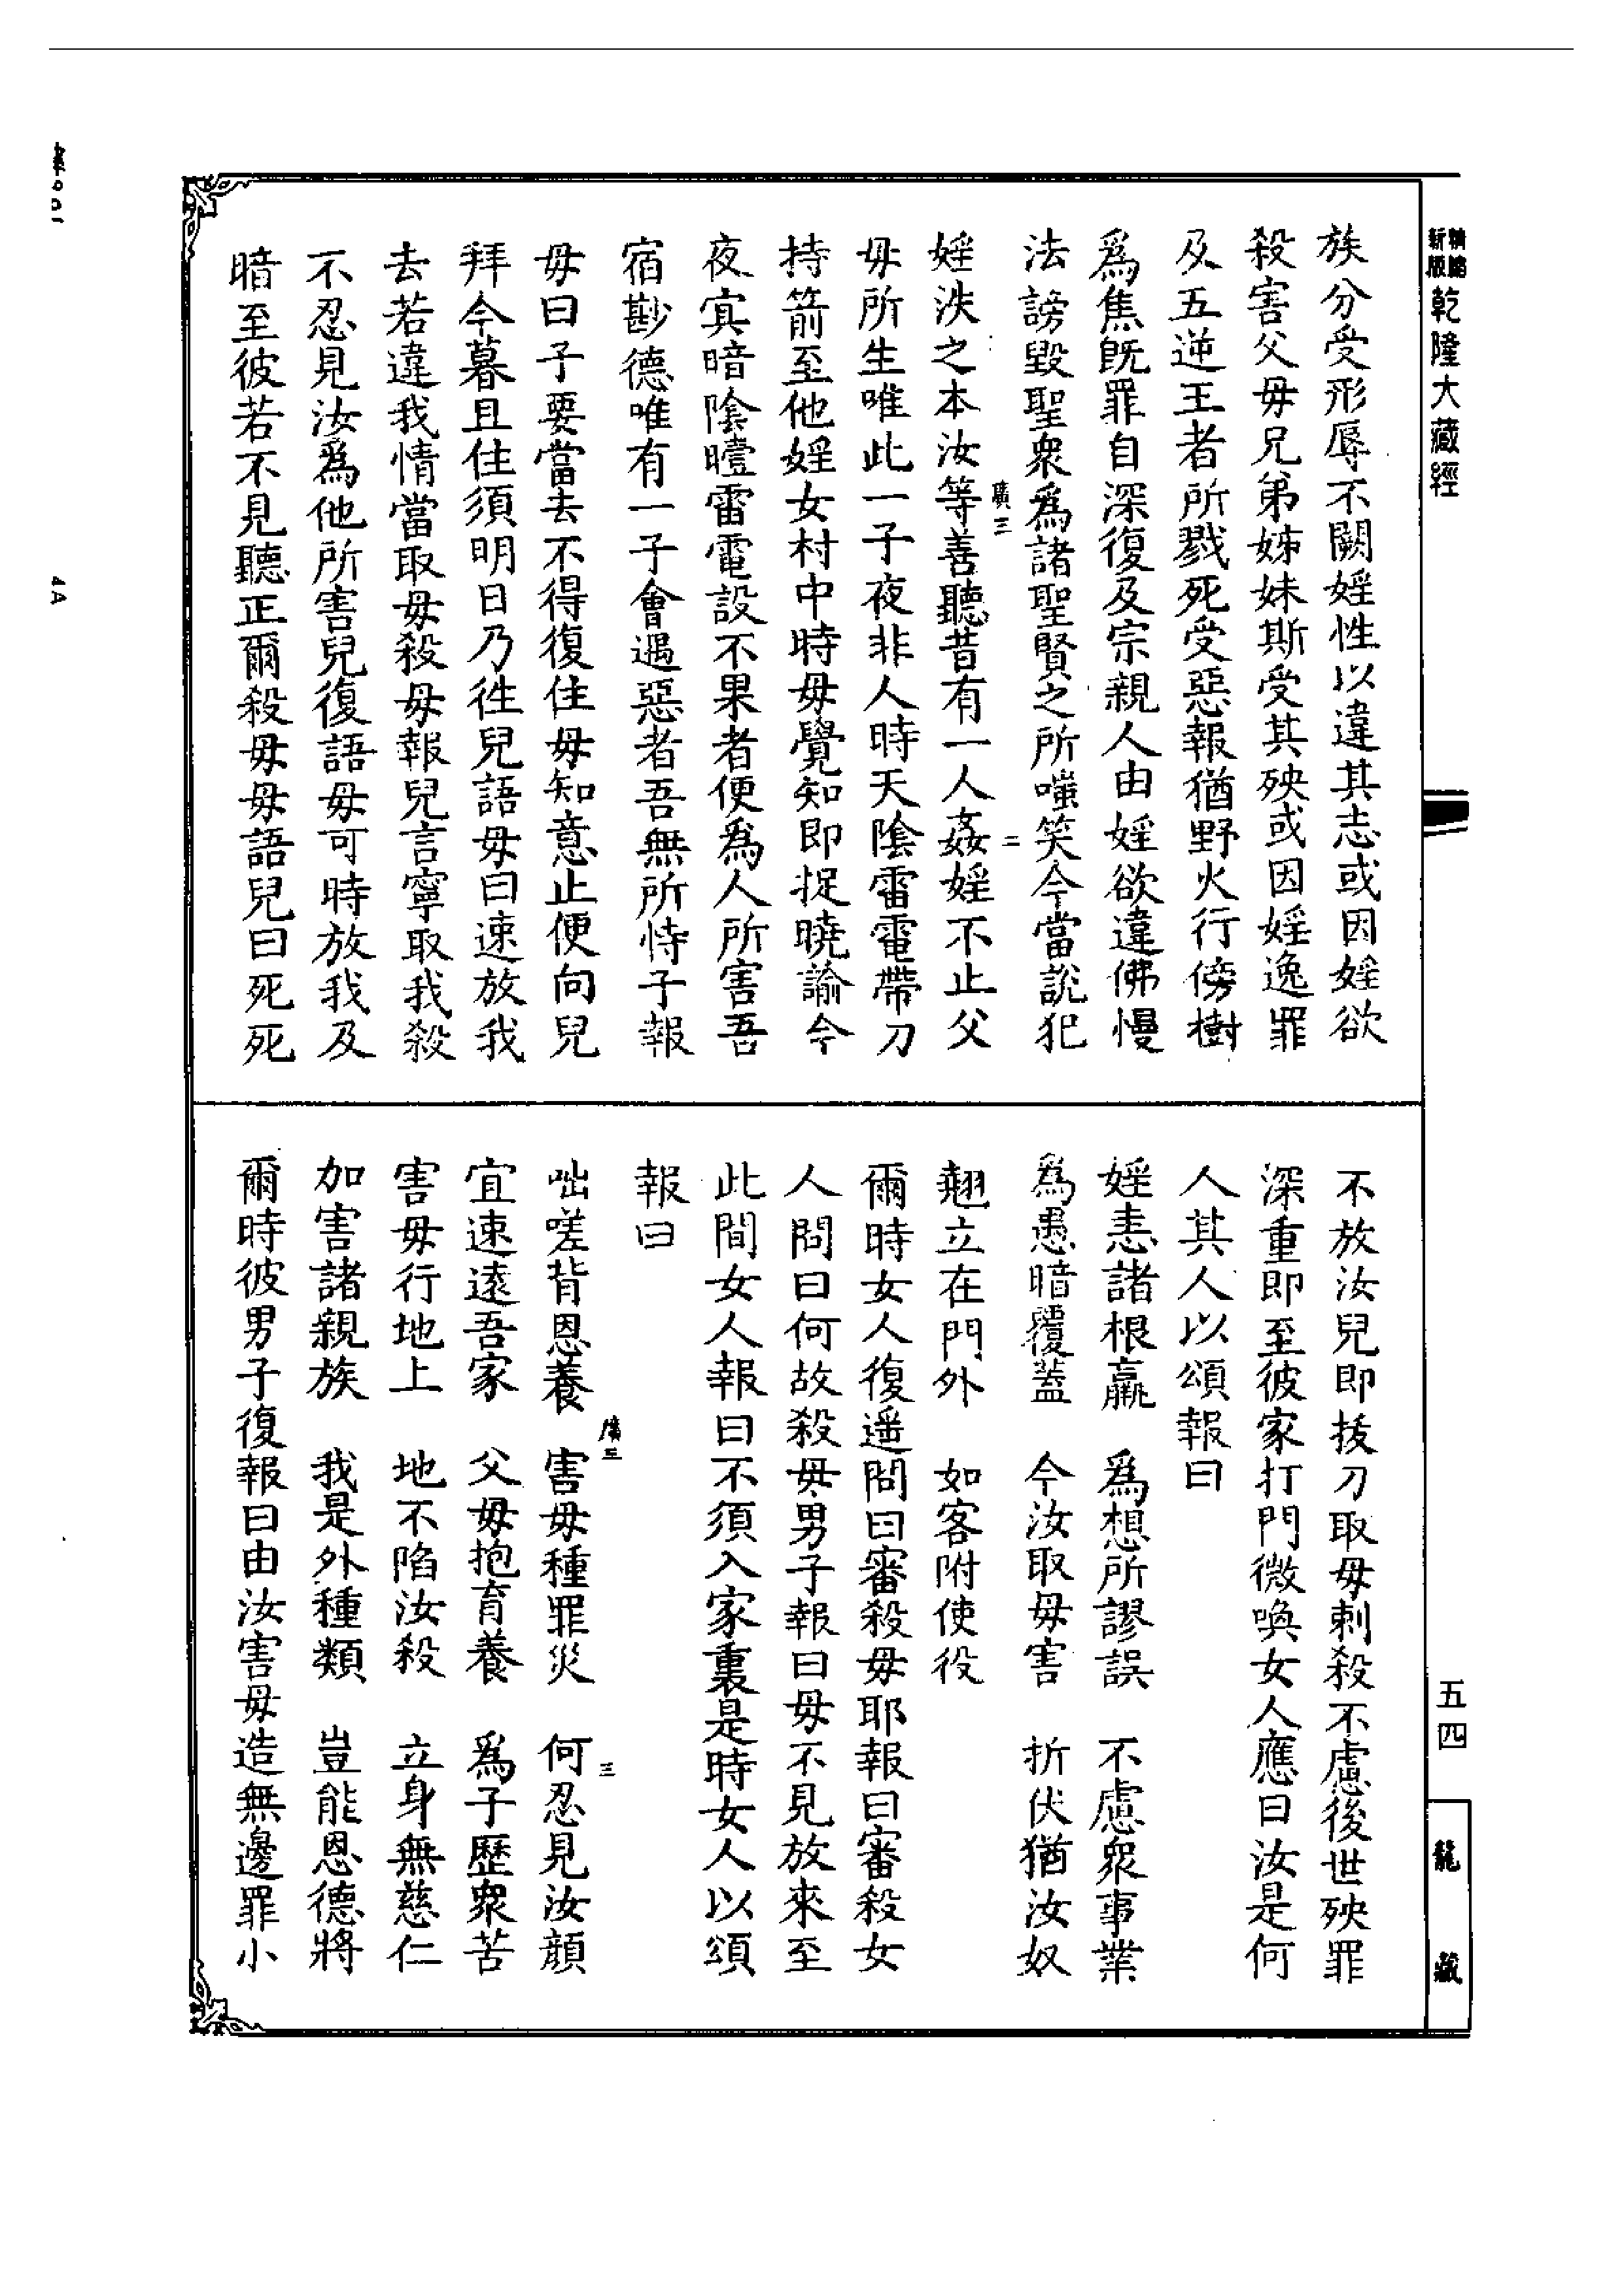 新版
精縮
乾隆大藏經
族分受形辱不闕婬性以違其志或因婬欲
殺害父母兄弟姊妹斯受其殃或因婬逸罪
及五逆王者所戮死受惡報猶野火行傍樹
爲焦旣罪自深復及宗親人由婬欲違佛慢
法謗毀聖衆爲諸聖賢之所嗤笑今當說犯
婬泆之本汝等善聽昔有一人姦婬不止父
廣三
二
母所生唯此一子夜非人時天陰雷電帶刀
持箭至他婬女村中時母覺知即捉曉諭今
夜寘暗陰曀雷電設不果者便爲人所害吾
宿尠德唯有一子會遇惡者吾無所恃子報
母曰子要當去不得復住母知意止便向兒
拜今暮且住須明日乃徃兒語母曰速放我
去若違我情當取母殺母報兒言寧取我殺
不忍見汝爲他所害兒復語母可時放我及
暗至彼若不見聽正爾殺母母語兒曰死死
不放汝兒即拔刀取母刺殺不慮後世殃罪
深重即至彼家打門微喚女人應曰汝是何
人其人以頌報曰
婬恚諸根羸　爲想所謬誤　不慮衆事業
爲愚暗覆蓋　今汝取母害　折伏猶汝奴
翹立在門外　如客附使役
爾時女人復遥問曰審殺母耶報曰審殺女
人問曰何故殺母男子報曰母不見放來至
此間女人報曰不須入家裏是時女人以頌
報曰
咄嗟背恩養　害母種罪災　何忍見汝顔
廣三
三
宜速遠吾家　父母抱育養　爲子歷衆苦
害母行地上　地不陷汝殺　立身無慈仁
加害諸親族　我是外種類　豈能恩德將
爾時彼男子復報曰由汝害母造無邊罪小
五四
龍藏